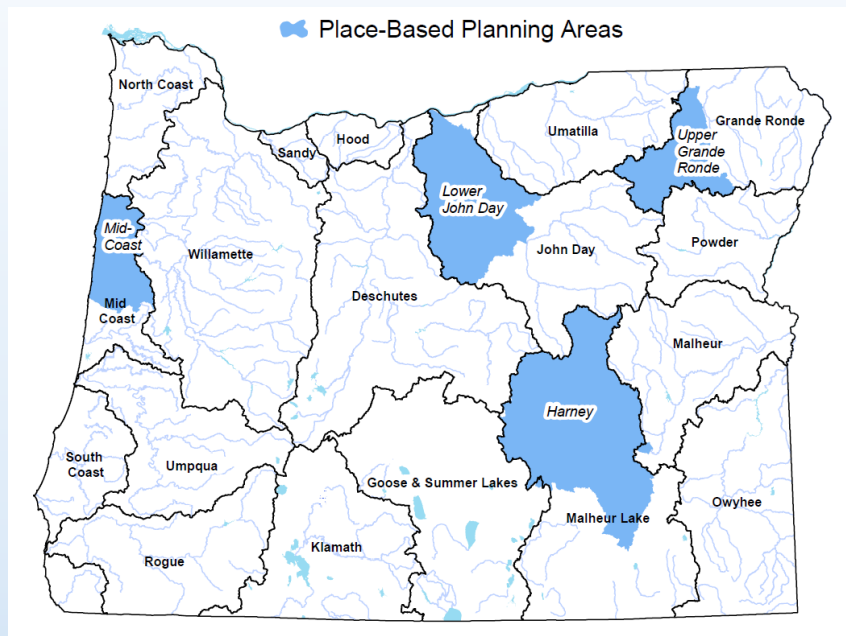 Place-Based Planning Areas
North Coast
Sandy
Hood
Umatilla
Grande Ronde
Upper
Grande
Ronde
Lower
John Day
Mid-
Coast
Willamette
John Day
Powder
Mid
Coast
Deschutes
Malheur
Harney
South
Coast
Umpqua
Goose & Summer Lakes
Owyhee
Malheur Lake
Rogue
Klamath